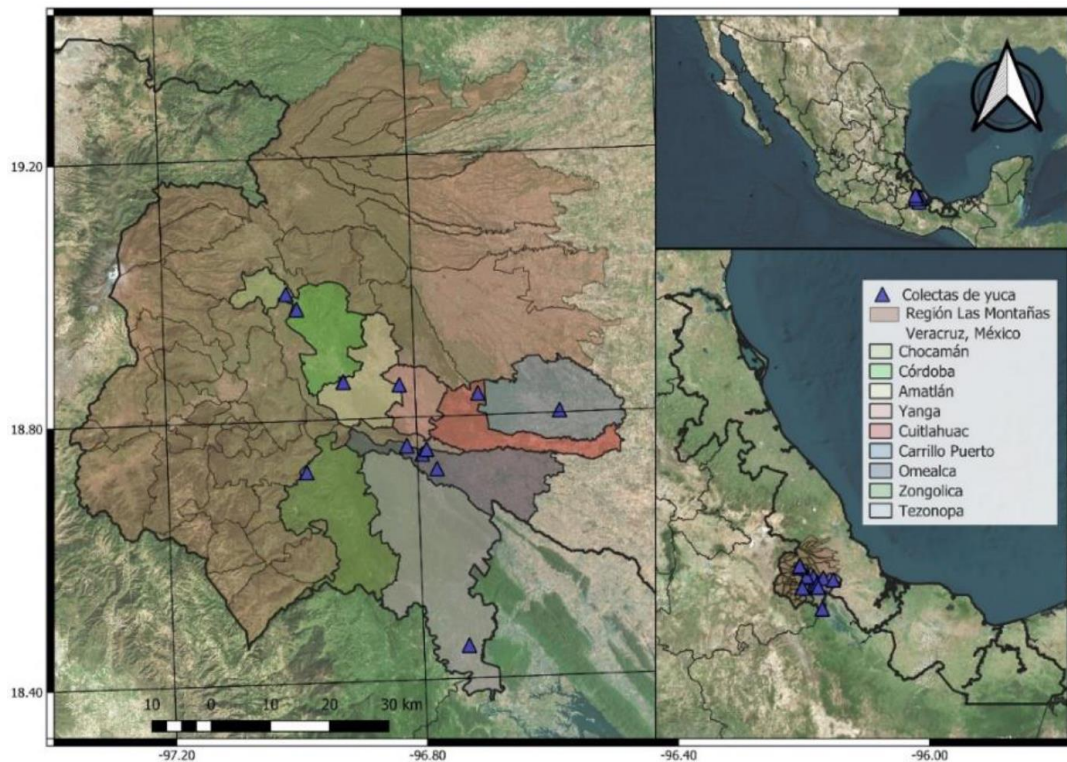 19.20
18.80
18.40
10 0 10 20 30 km
-97.20 -96.80 -96.40 -96.00
Colectas de yuca
Región Las Montañas
Veracruz, México
Chocamán
Córdoba
Amatlán
Yanga
Cuitlahuac
Carrillo Puerto
Omealca
Zongolica
Tezonopa